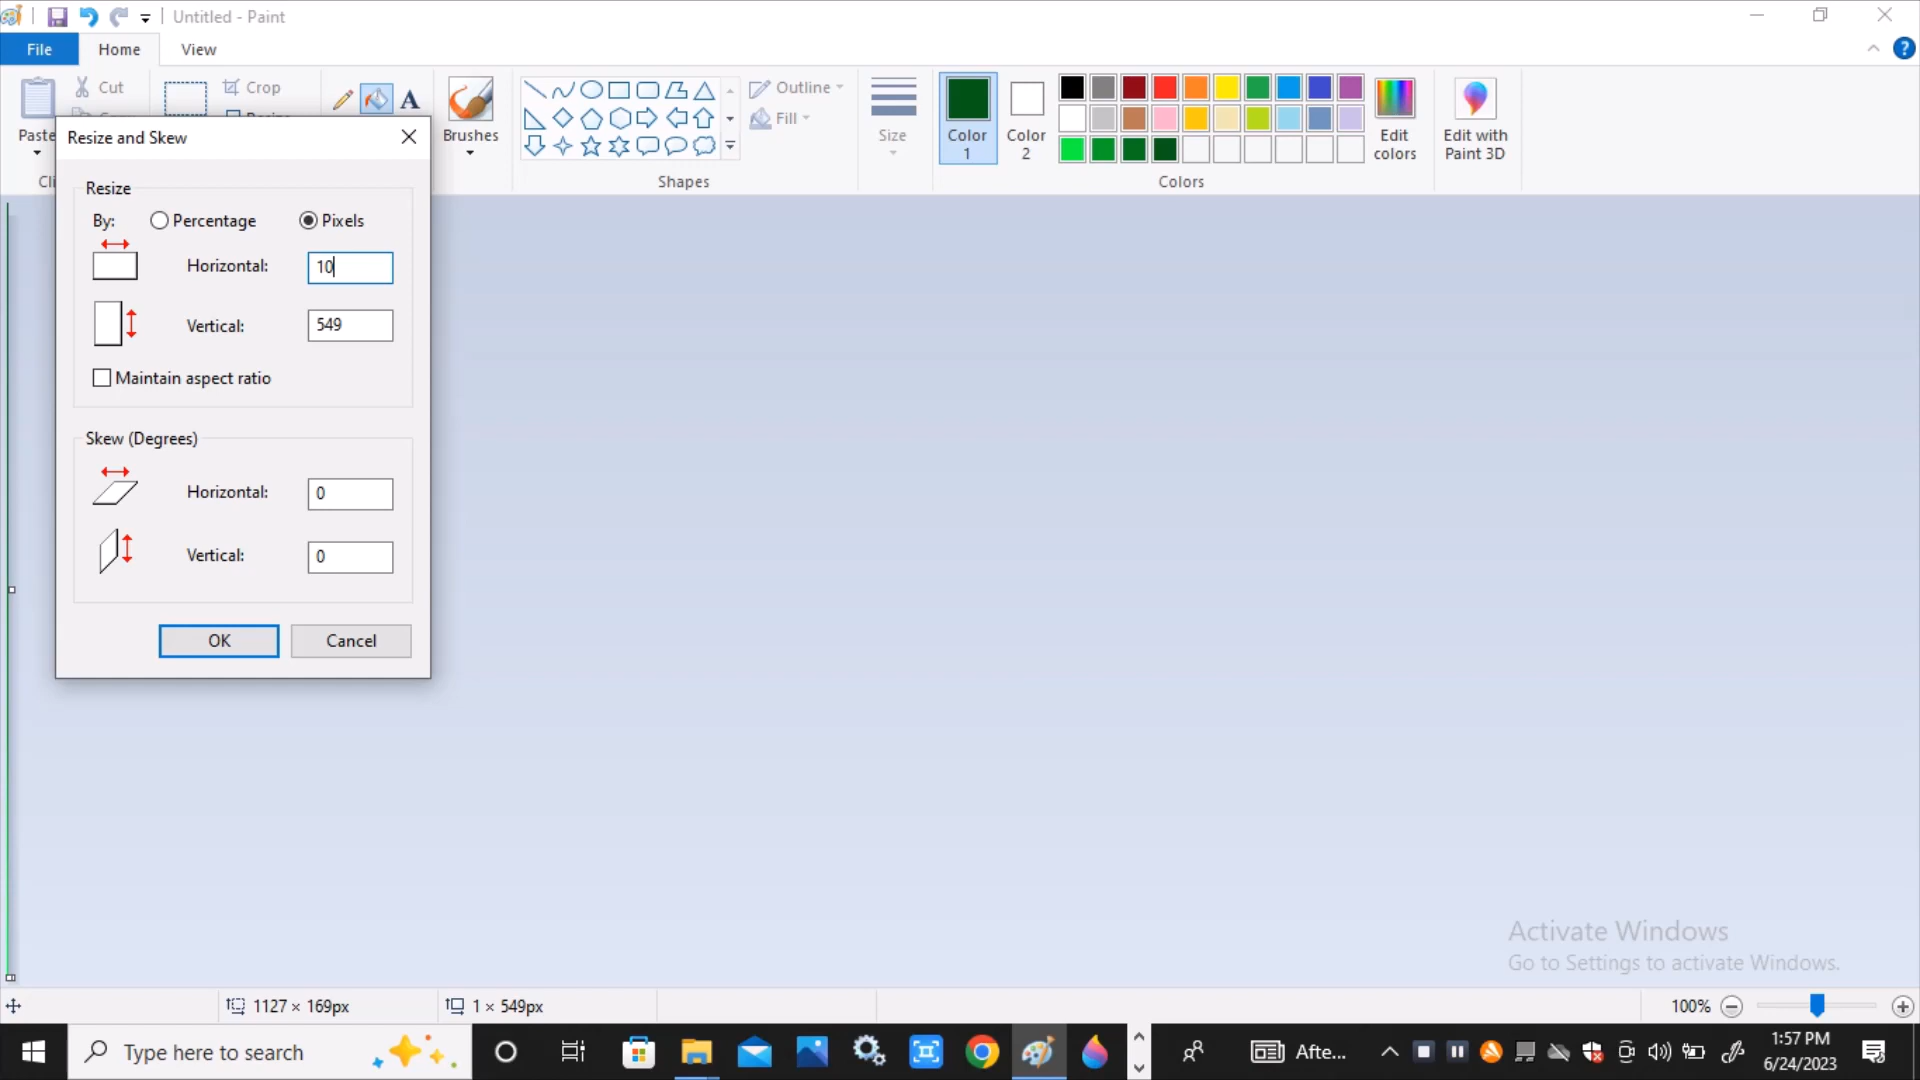 Untitled - Paint
File
Home
View
Cut
Crop
Paste
Brushes
Outline
Fill
Shapes
Size
Color
1
Color
2
Edit
colors
Edit with
Paint 3D
Colors
Resize and Skew
Resize
By:
Percentage
Pixels
Horizontal:
10
Vertical:
549
Maintain aspect ratio
Skew (Degrees)
Horizontal:
0
Vertical:
0
OK
Cancel
Activate Windows
Go to Settings to activate Windows.
1127 × 169px
1 × 549px
100%
Type here to search
Afte...
1:57 PM
6/24/2023